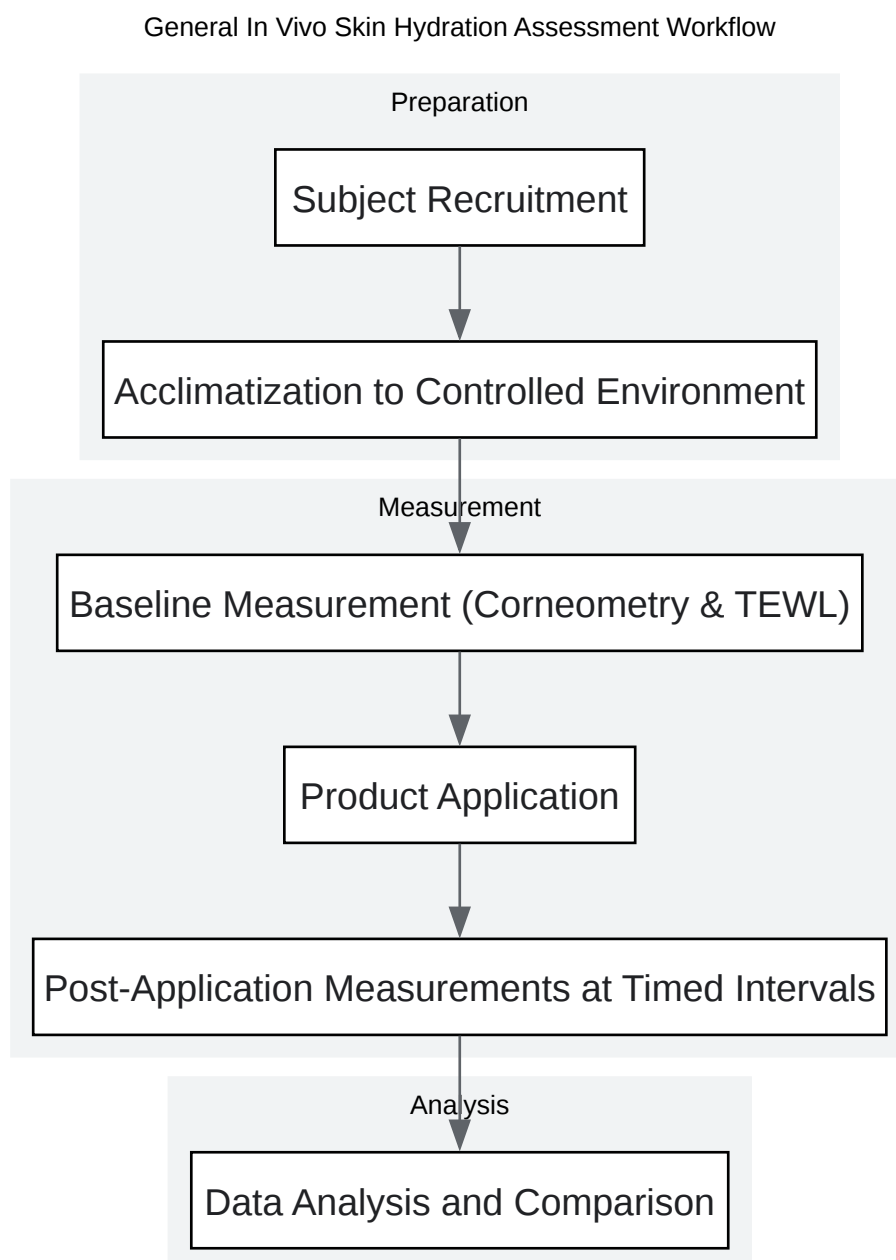 General In Vivo Skin Hydration Assessment Workflow
Preparation
Subject Recruitment
Acclimatization to Controlled Environment
Measurement
Baseline Measurement (Corneometry & TEWL)
Product Application
Post-Application Measurements at Timed Intervals
Analysis
Data Analysis and Comparison